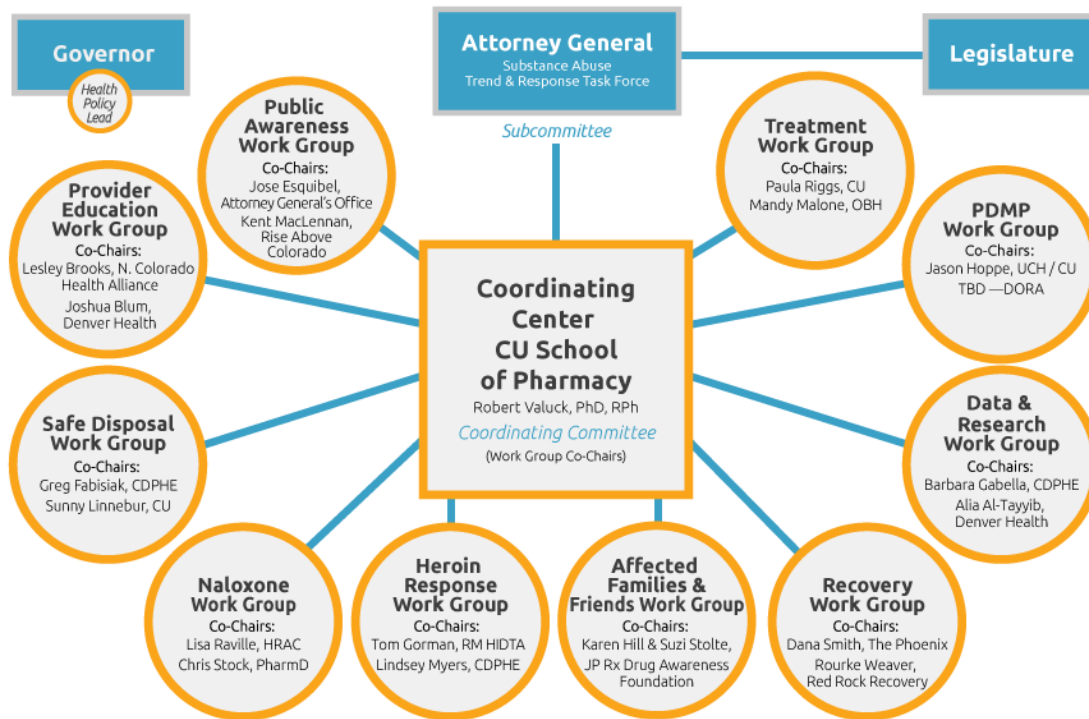 Governor
Health
Policy
Lead
Attorney General
Substance Abuse
Trend & Response Task Force
Legislature
Subcommittee
Public
Awareness
Work Group
Co-Chairs:
Jose Esquibel,
Attorney General's Office
Kent MacLennan,
Rise Above
Colorado
Treatment
Work Group
Co-Chairs:
Paula Riggs, CU
Mandy Malone, OBH
Provider
Education
Work Group
Co-Chairs:
Lesley Brooks, N. Colorado
Health Alliance
Joshua Blum,
Denver Health
PDMP
Work Group
Co-Chairs:
Jason Hoppe, UCH / CU
TBD —DORA
Coordinating
Center
CU School
of Pharmacy
Robert Valuck, PhD, RPh
Coordinating Committee
(Work Group Co-Chairs)
Safe Disposal
Work Group
Co-Chairs:
Greg Fabisiak, CDPHE
Sunny Linnebur, CU
Data &
Research
Work Group
Co-Chairs:
Barbara Gabella, CDPHE
Alia Al-Tayyib,
Denver Health
Naloxone
Work Group
Co-Chairs:
Lisa Raville, HRAC
Chris Stock, PharmD
Heroin
Response
Work Group
Co-Chairs:
Tom Gorman, RM HIDTA
Lindsey Myers, CDPHE
Affected
Families &
Friends Work Group
Co-Chairs:
Karen Hill & Suzi Stolte,
JP Rx Drug Awareness
Foundation
Recovery
Work Group
Co-Chairs:
Dana Smith, The Phoenix
Rourke Weaver,
Red Rock Recovery